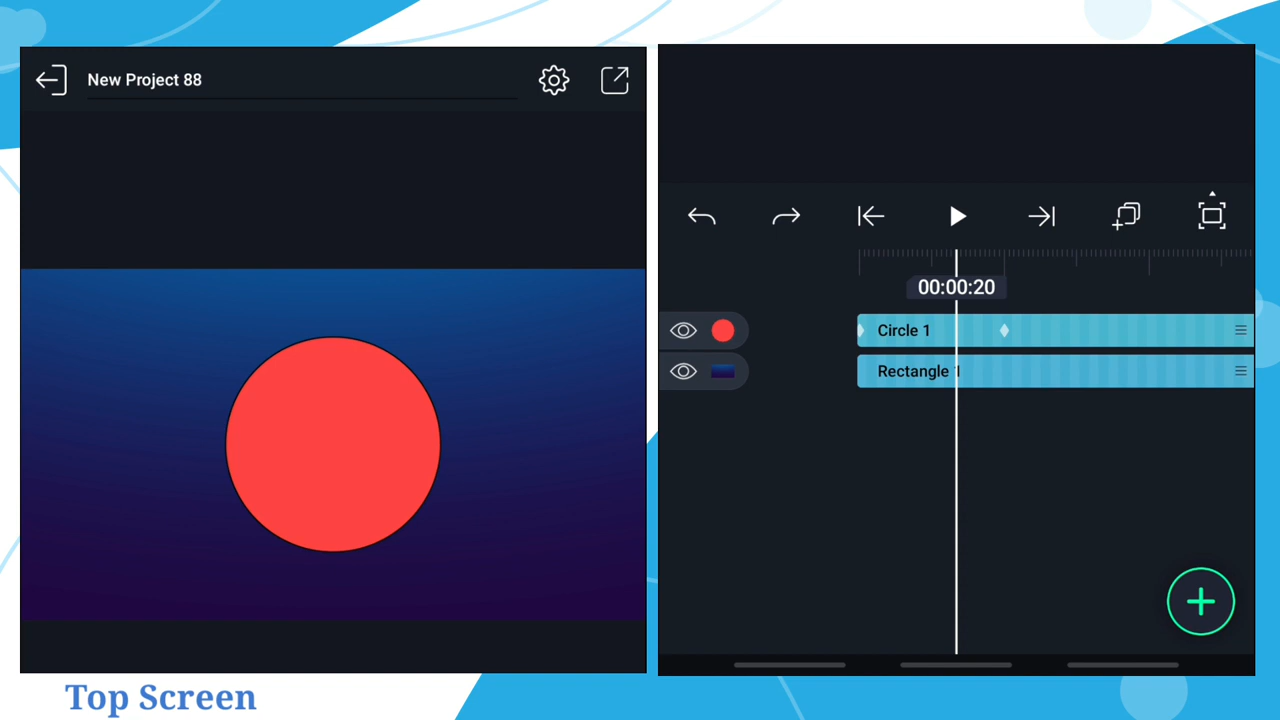 New Project 88
00:00:20
Circle 1
Rectangle 1
Top Screen